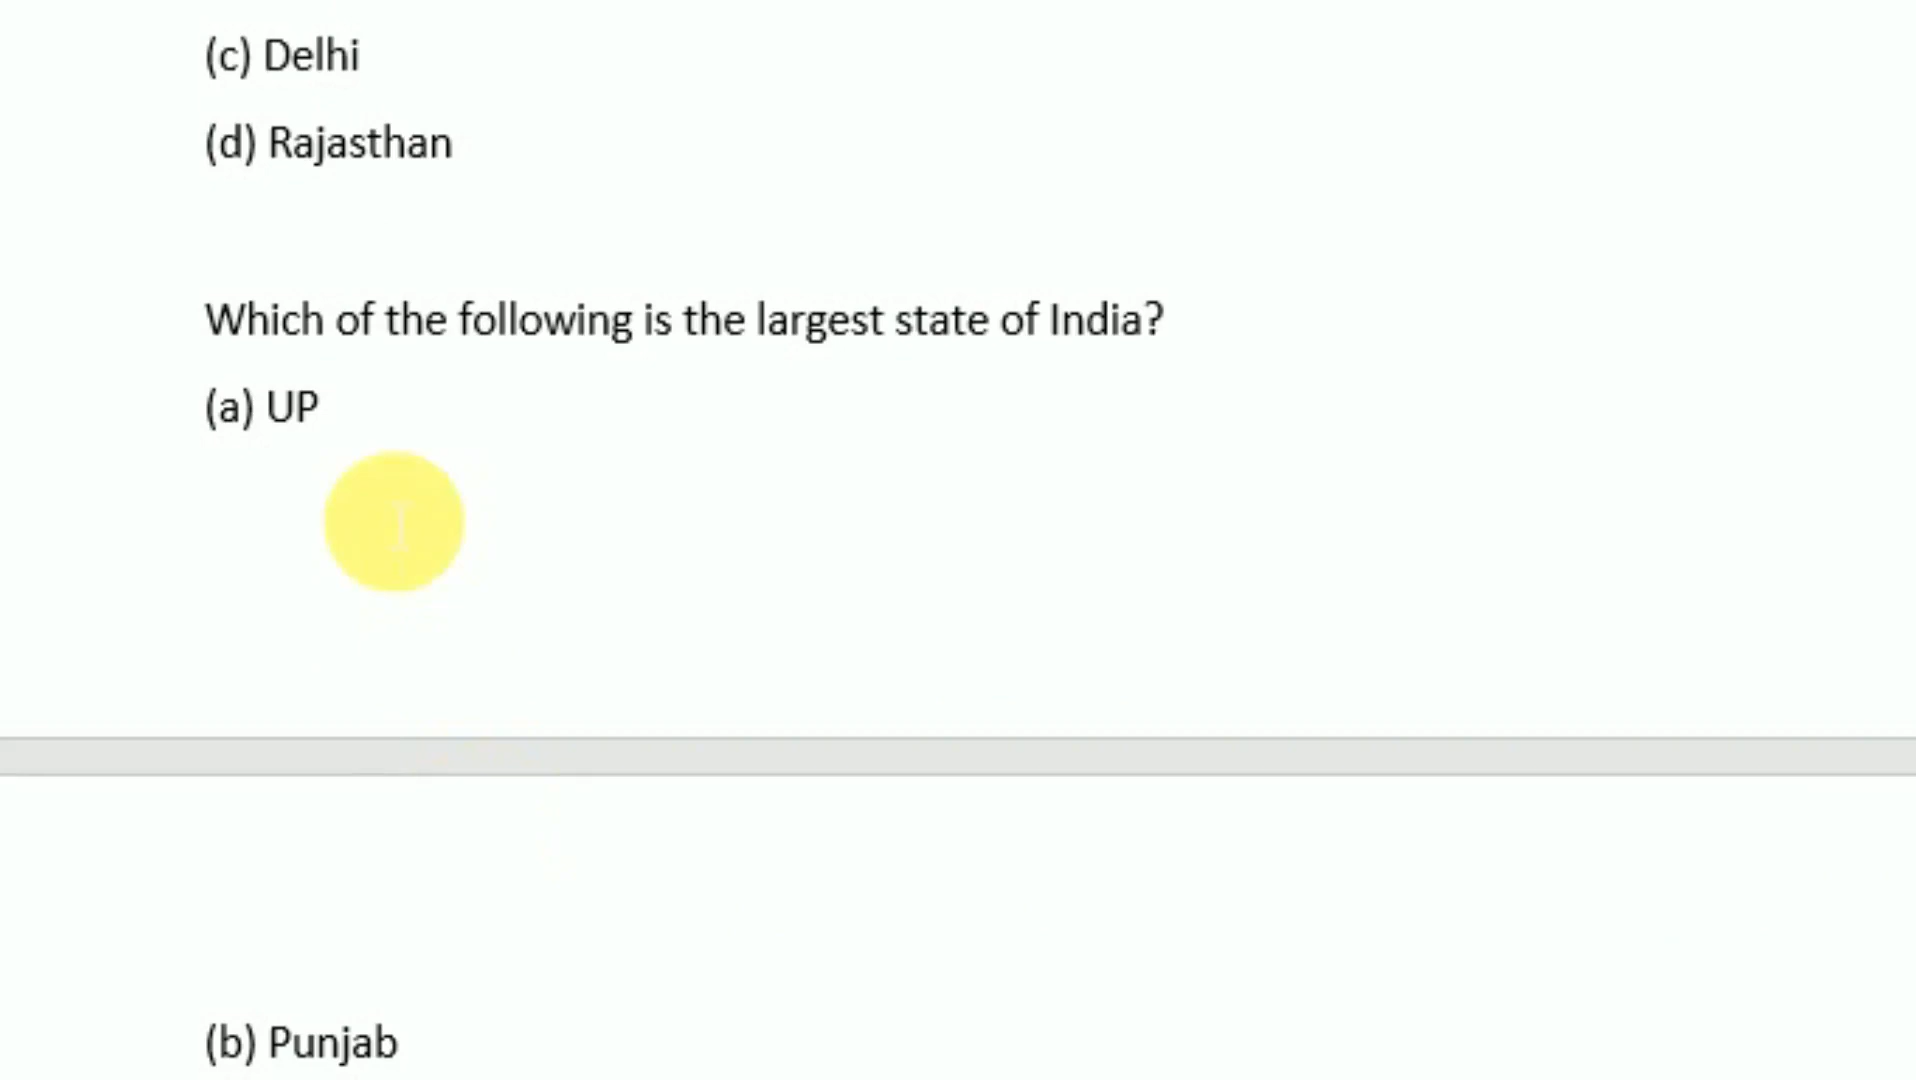 (c) Delhi
(d) Rajasthan
Which of the following is the largest state of India?
(a) UP
(b) Punjab